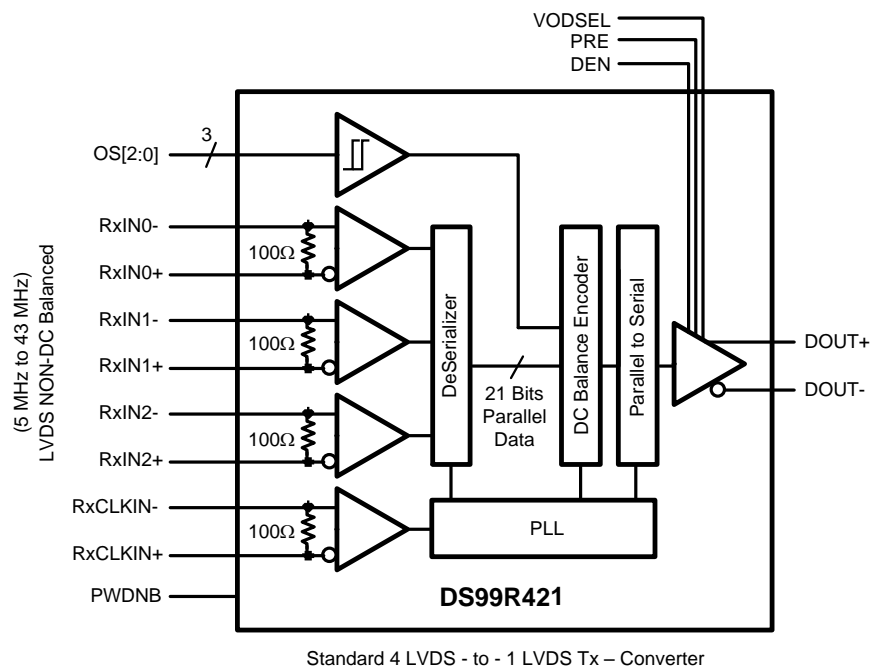 VODSEL
PRE
DEN
3
OS[2:0]
RxIN0-
100Ω
RxIN0+
RxIN1-
100Ω
RxIN1+
RxIN2-
100Ω
RxIN2+
RxCLKIN-
100Ω
RxCLKIN+
PWDNB
(5 MHz to 43 MHz)
LVDS NON-DC Balanced
DeSerializer
21 Bits
Parallel
Data
DC Balance Encoder
Parallel to Serial
DOUT+
DOUT-
PLL
DS99R421
Standard 4 LVDS - to - 1 LVDS Tx – Converter